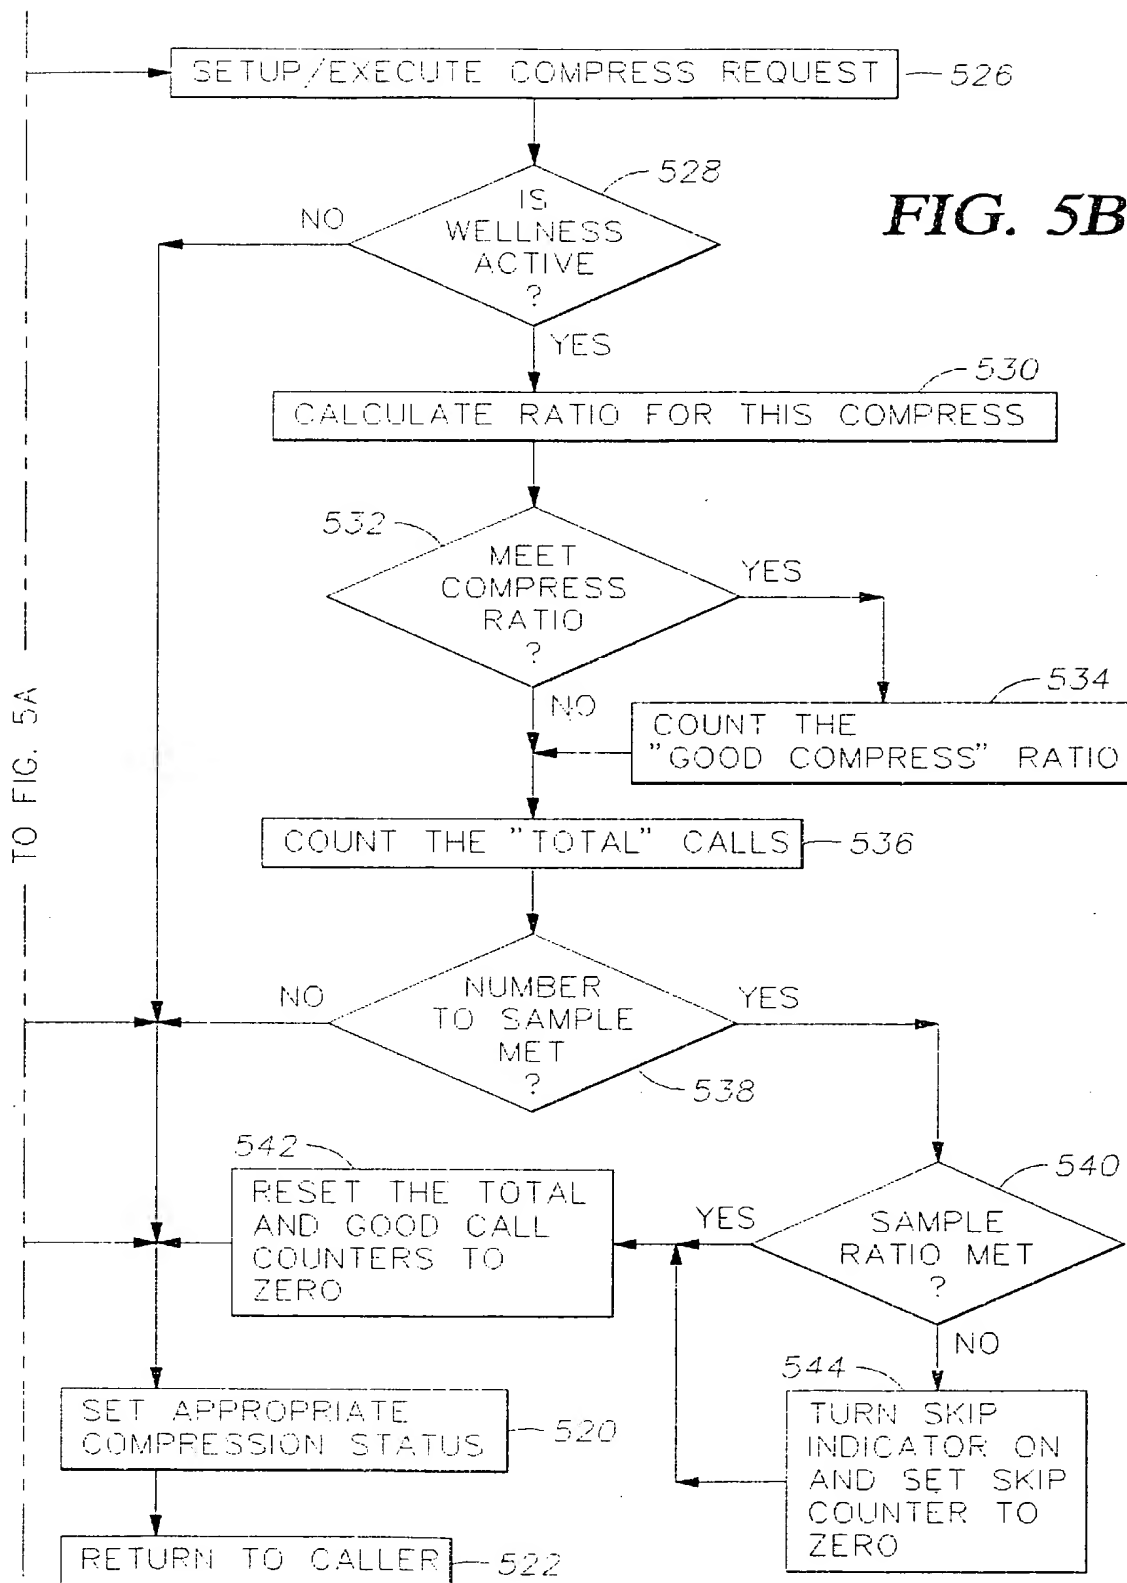 SETUP/EXECUTE COMPRESS REQUEST
526
528
FIG. 5B
NO
IS
WELLNESS
ACTIVE
?
YES
530
CALCULATE RATIO FOR THIS COMPRESS
532
MEET
COMPRESS
RATIO
?
YES
NO
534
COUNT THE
"GOOD COMPRESS" RATIO
TO FIG. 5A
COUNT THE "TOTAL" CALLS
536
NO
NUMBER
TO SAMPLE
MET
?
YES
538
542
RESET THE TOTAL
AND GOOD CALL
COUNTERS TO
ZERO
YES
540
SAMPLE
RATIO MET
?
NO
544
TURN SKIP
INDICATOR ON
AND SET SKIP
COUNTER TO
ZERO
SET APPROPRIATE
COMPRESSION STATUS
520
RETURN TO CALLER
522